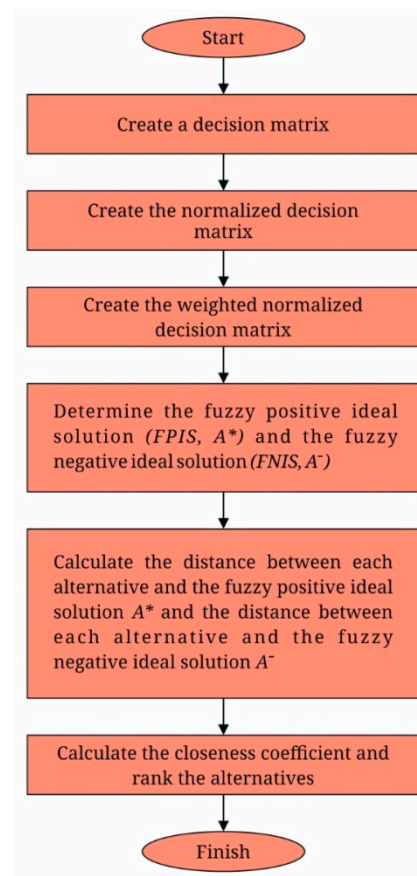 Start
Create a decision matrix
Create the normalized decision
matrix
Create the weighted normalized
decision matrix
Determine the fuzzy positive ideal
solution (FPIS, A*) and the fuzzy
negative ideal solution (FNIS, A⁻)
Calculate the distance between each
alternative and the fuzzy positive ideal
solution A* and the distance between
each alternative and the fuzzy
negative ideal solution A⁻
Calculate the closeness coefficient and
rank the alternatives
Finish